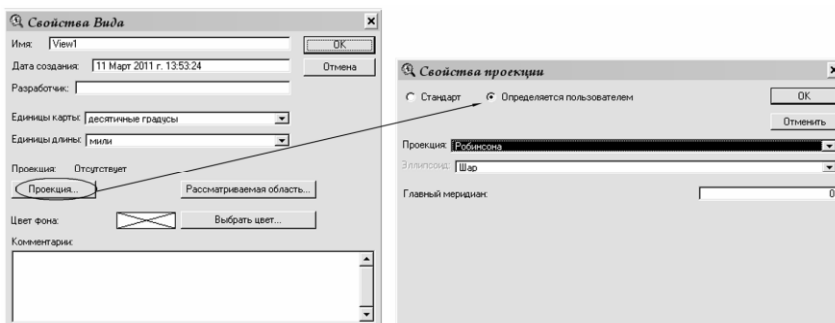 Свойства Вида
Имя: View1
OK
Дата создания: 11 Март 2011 г. 13:53:24
Отмена
Разработчик:
Единицы карты: десятичные градусы
Единицы длины: мили
Проекция: Отсутствует
Проекция... Рассматриваемая область...
Цвет фона: Выбрать цвет...
Комментарии:
Свойства проекции
Стандарт Определяется пользователем
OK
Отменить
Проекция: Робинсона
Эллипсоид: Шар
Главный меридиан: 0